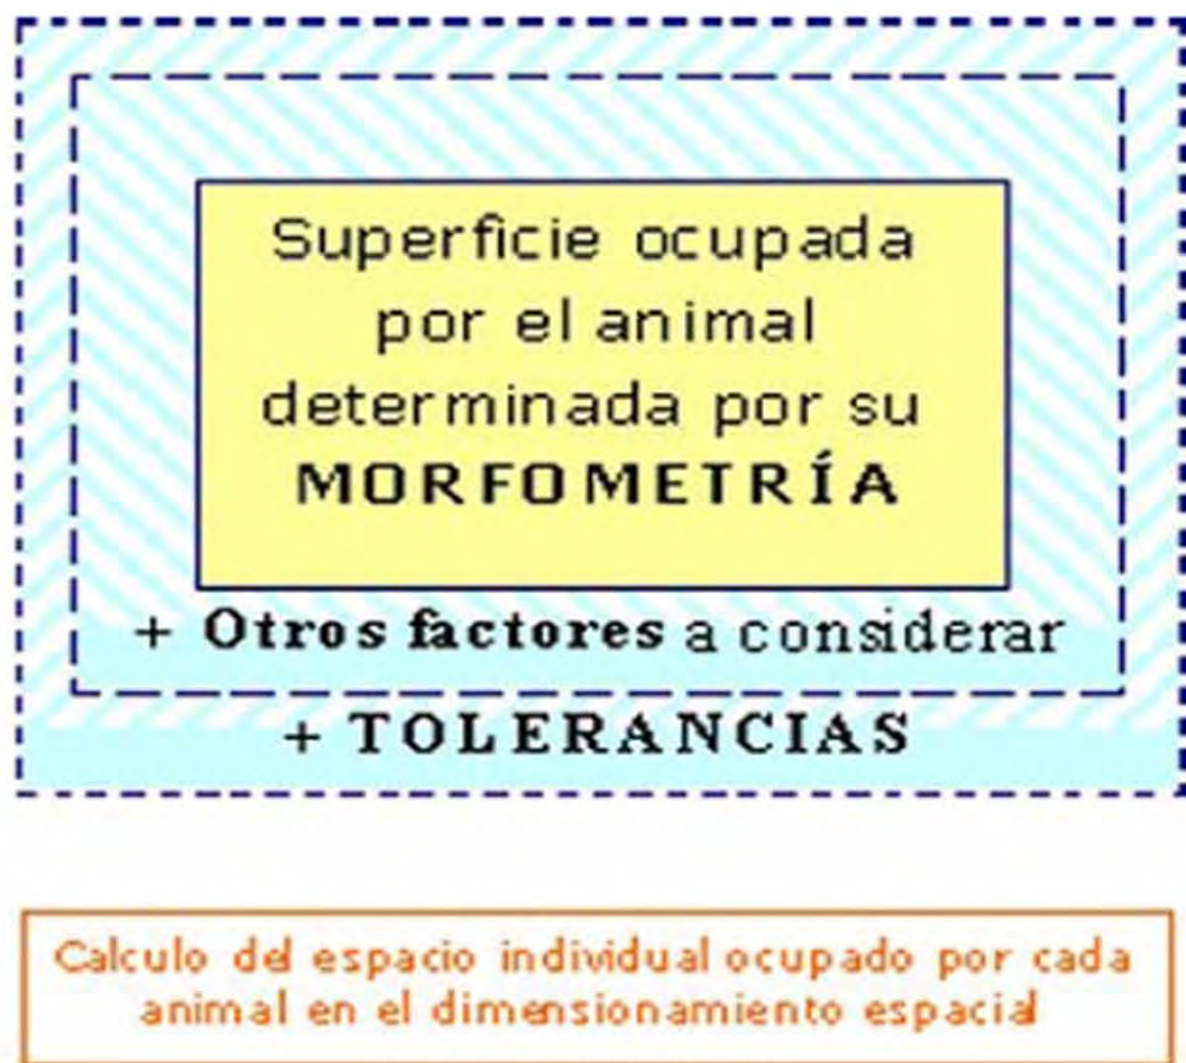 Superficie ocupada
por el animal
determinada por su
MORFOMETRÍA
+ Otros factores a considerar
+ TOLERANCIAS
Calculo del espacio individual ocupado por cada
animal en el dimensionamiento espacial